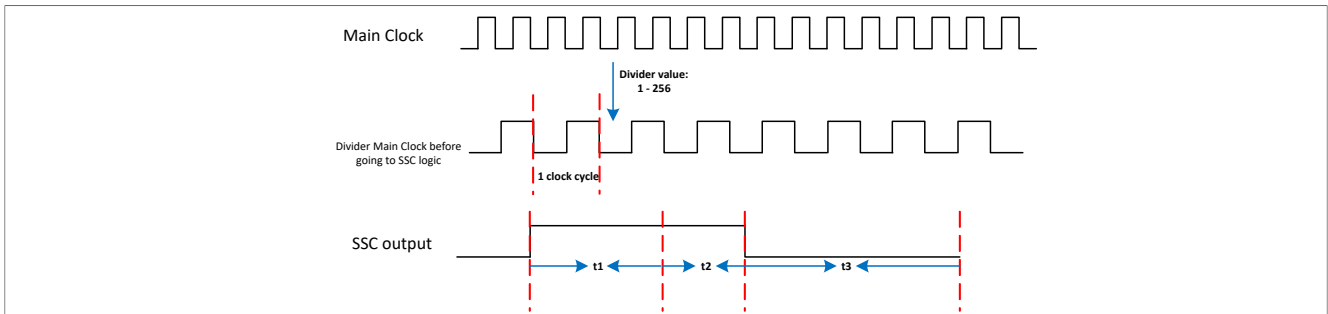 Main Clock
Divider value:
1 - 256
Divider Main Clock before
going to SSC logic
1 clock cycle
SSC output
t1
t2
t3